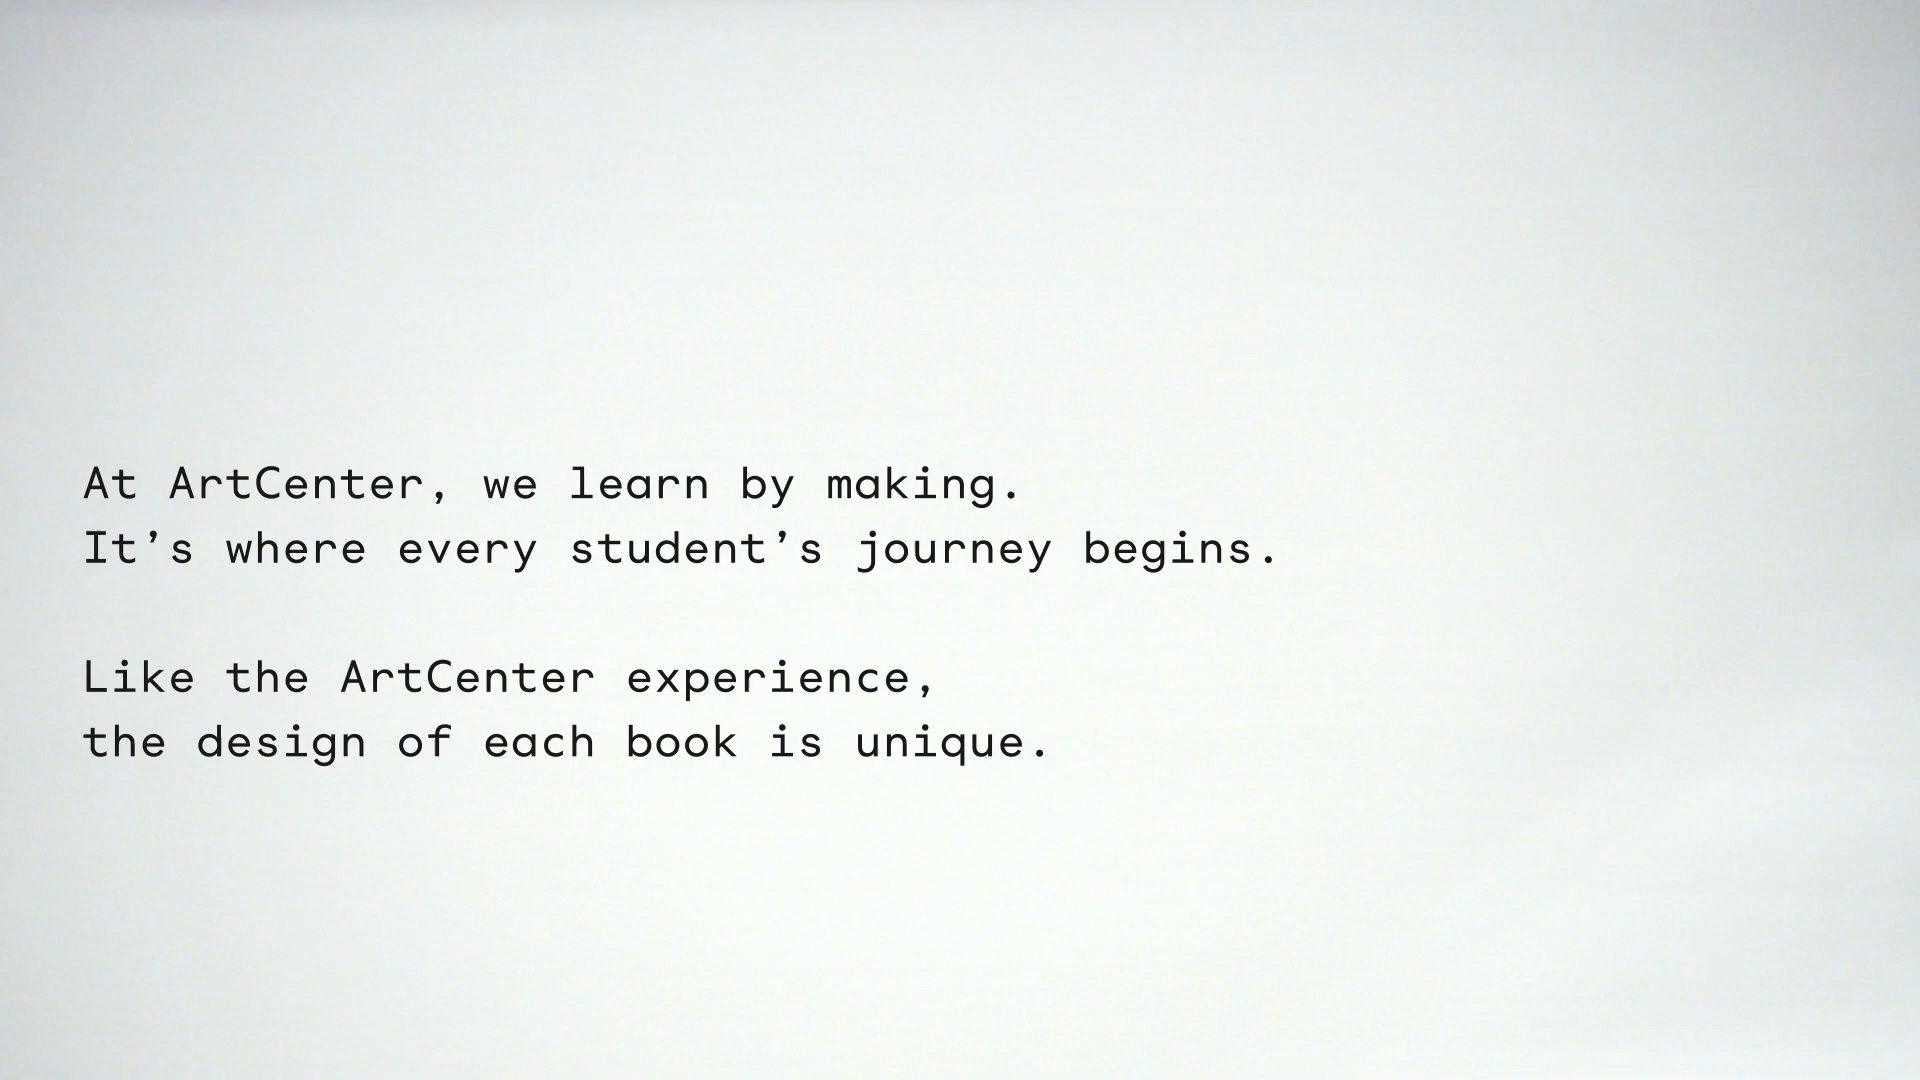 At ArtCenter, we learn by making.
It’s where every student’s journey begins.
Like the ArtCenter experience,
the design of each book is unique.